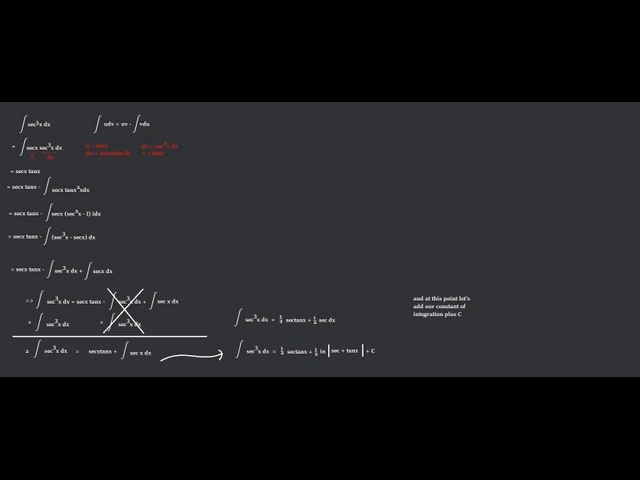 ∫ sec³x dx
∫ udv = uv - ∫ vdu
= ∫ secx sec³x dx
u du
u = secx
dv = sec²x dx
du = secxtanx dx
v = tanx
= secx tanx
= secx tanx - ∫ secx tanx²xdx
= secx tanx - ∫ secx (sec²x - 1) dx
= secx tanx - ∫ (sec³x - secx) dx
= secx tanx - ∫ sec³x dx + ∫ secx dx
=> ∫ sec³x dx = secx tanx - ∫ sec³x dx + ∫ sec x dx
+ ∫ sec³x dx + ∫ sec³x dx
2 ∫ sec³x dx = secxtanx + ∫ sec x dx
∫ sec³x dx = ½ sectanx + ½ sec dx
∫ sec³x dx = ½ sectanx + ½ in | sec + tanx | + C
and at this point let's
add our constant of
integration plus C